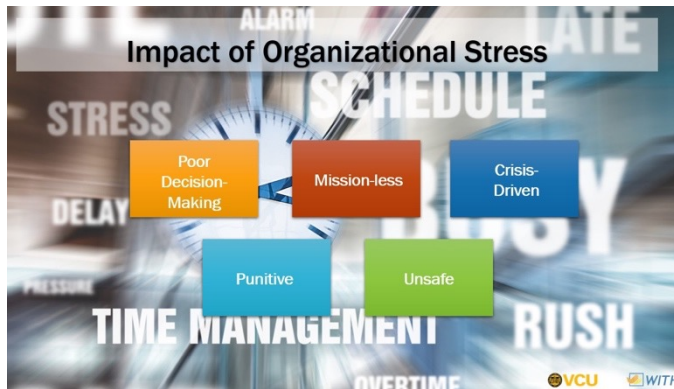 ALARM
LATE
Impact of Organizational Stress
SCHEDULE
STRESS
Poor
Decision-
Making
Mission-less
Crisis-
Driven
DELAY
BUSY
Punitive
Unsafe
PRESSURE
TIME MANAGEMENT
RUSH
OVERTIME
VCU
WITH